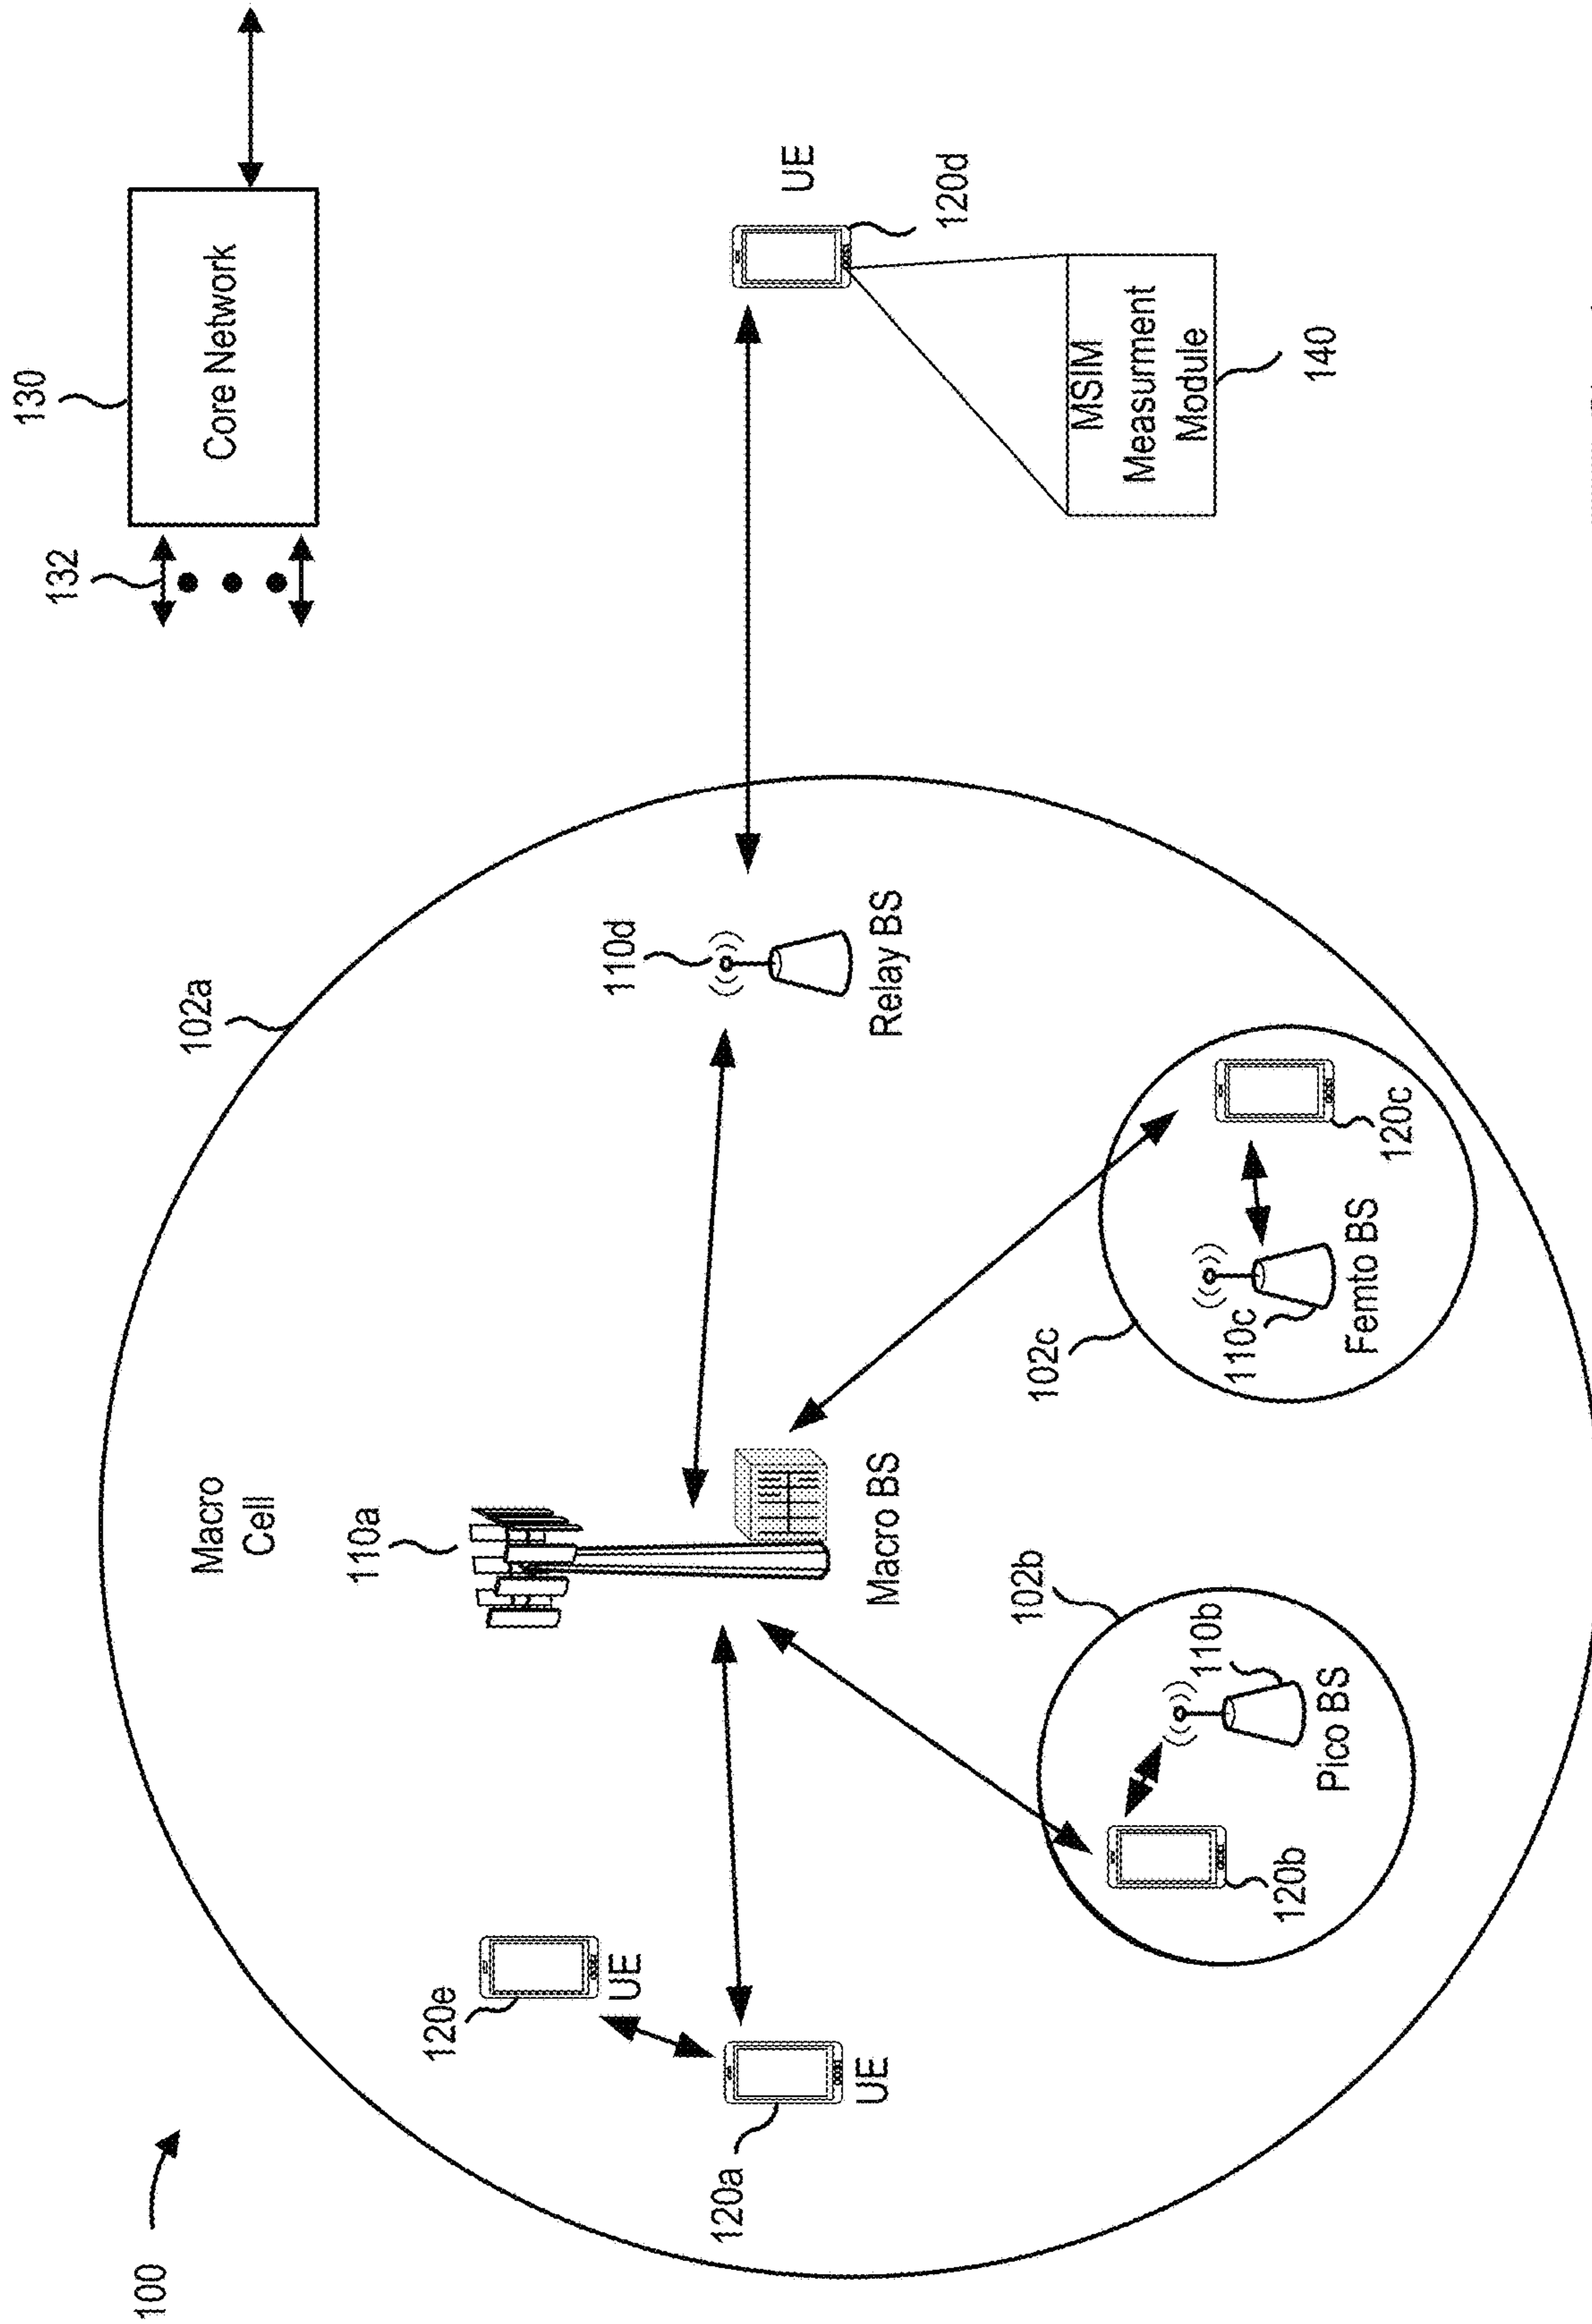 100
Macro
Cell
102a
132
130
Core Network
110a
120e
UE
120a
UE
Macro BS
110d
Relay BS
UE
120d
MSIM
Measurment
Module
140
102b
110b
Pico BS
120b
102c
110c
Femto BS
120c